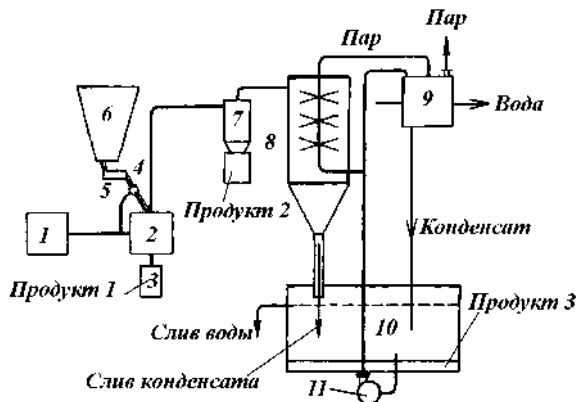 Пар
Пар
6
7
9
Вода
8
4
5
Продукт 2
Конденсат
1
2
3
Продукт 1
Продукт 3
10
Слив воды
Слив конденсата
11